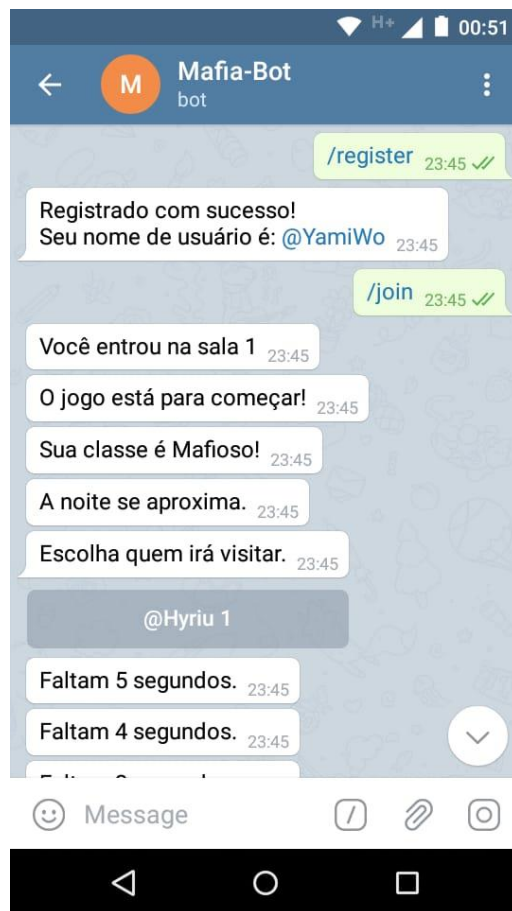 H+ 00:51
M
Mafia-Bot
bot
/register 23:45
Registrado com sucesso!
Seu nome de usuário é: @YamiWo 23:45
/join 23:45
Você entrou na sala 1 23:45
O jogo está para começar! 23:45
Sua classe é Mafioso! 23:45
A noite se aproxima. 23:45
Escolha quem irá visitar. 23:45
@Hyriu 1
Faltam 5 segundos. 23:45
Faltam 4 segundos. 23:45
Message